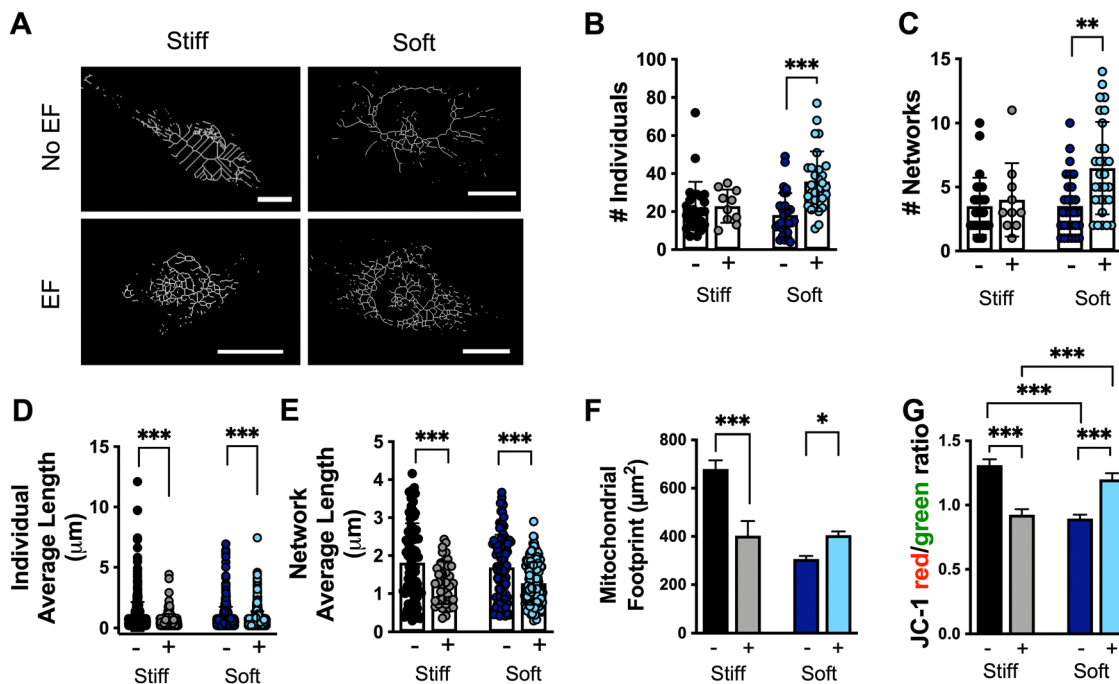 A
Stiff
Soft
No EF
EF
B
# Individuals
100
80
60
40
20
0
***
- + - +
Stiff
Soft
C
# Networks
15
10
5
0
**
- + - +
Stiff
Soft
D
Individual
Average Length
(μm)
15
10
5
0
***
***
- + - +
Stiff
Soft
E
Network
Average Length
(μm)
5
4
3
2
1
0
***
***
- + - +
Stiff
Soft
F
Mitochondrial
Footprint (μm²)
800
600
400
200
0
***
*
- + - +
Stiff
Soft
G
JC-1 red/green ratio
1.5
1.0
0.5
0.0
***
***
***
***
- + - +
Stiff
Soft